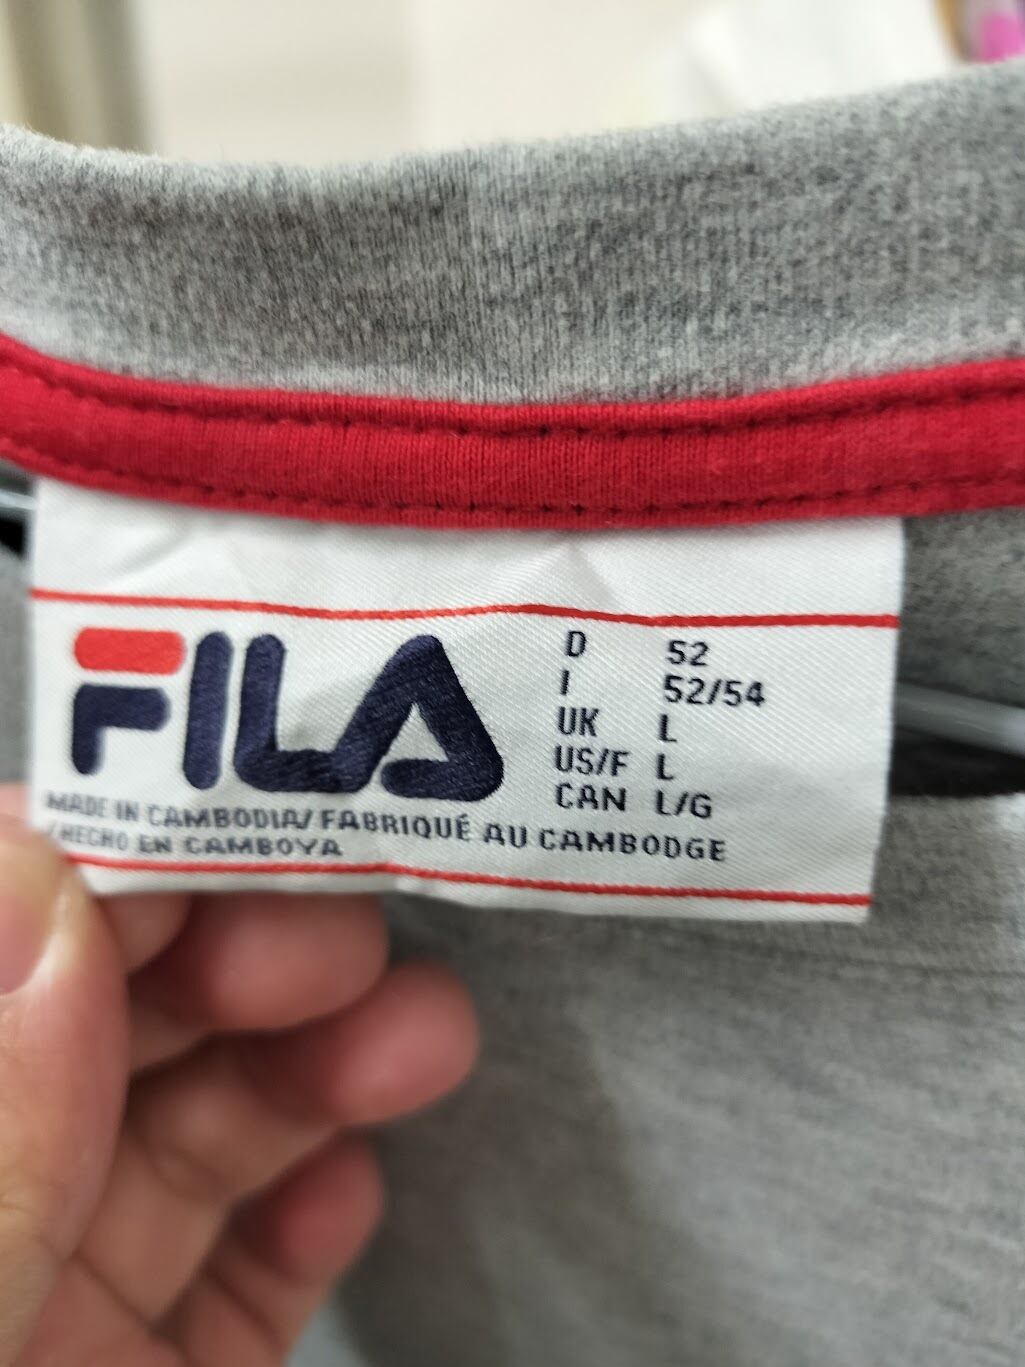 FILA
D 52
I 52/54
UK L
US/F L
CAN L/G
MADE IN CAMBODIA/ FABRIQUÉ AU CAMBODGE
/HECHO EN CAMBOYA